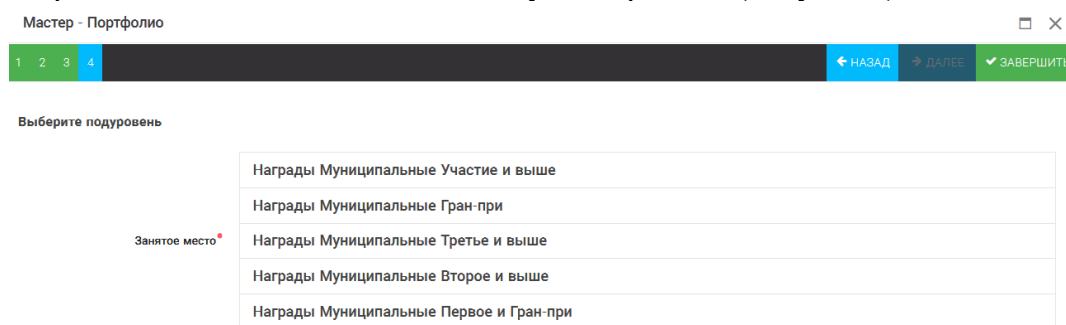 Мастер - Портфолио
1 2 3 4 НАЗАД ДАЛЕЕ ЗАВЕРШИТЬ
Выберите подуровень
Награды Муниципальные Участие и выше
Награды Муниципальные Гран-при
Занятое место Награды Муниципальные Третье и выше
Награды Муниципальные Второе и выше
Награды Муниципальные Первое и Гран-при